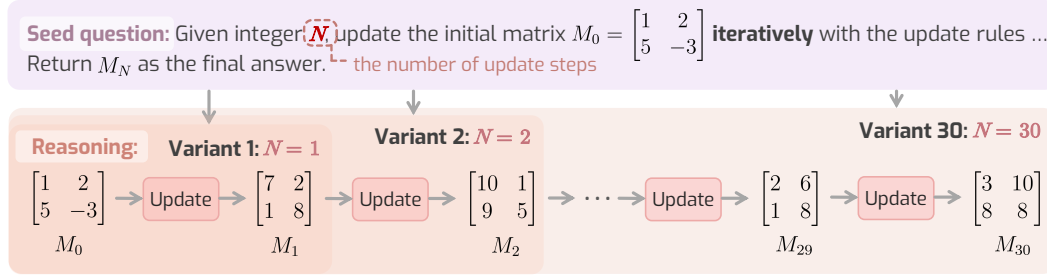 Seed question: Given integer N, update the initial matrix M₀ = [1 2; 5 −3] iteratively with the update rules ...
Return M_N as the final answer.
the number of update steps
Variant 1: N = 1
Variant 2: N = 2
Variant 30: N = 30
Reasoning:
[1 2; 5 −3] Update [7 2; 1 8] Update [10 1; 9 5] ... Update [2 6; 1 8] Update [3 10; 8 8]
M₀ M₁ M₂ M₂₉ M₃₀